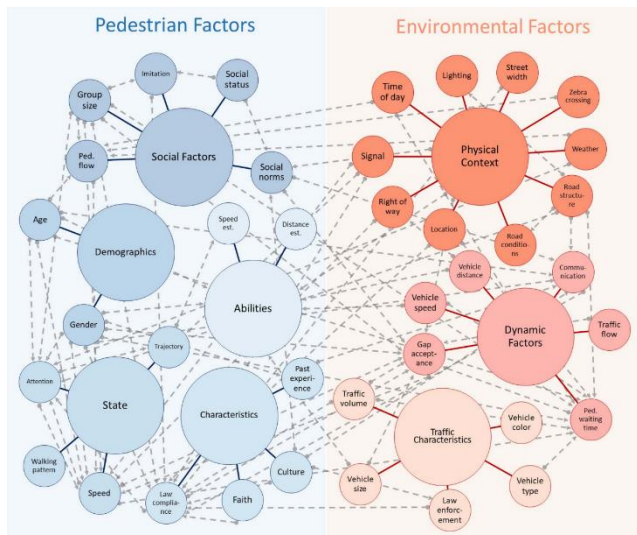 Pedestrian Factors
Environmental Factors
Imitation
Social
status
Group
size
Social Factors
Ped.
flow
Social
norms
Age
Speed
est.
Distance
est.
Demographics
Abilities
Gender
Trajectory
Attention
State
Past
experi-
ence
Characteristics
Walking
pattern
Speed
Law
complia-
nce
Faith
Culture
Time
of day
Lighting
Street
width
Zebra
crossing
Signal
Physical
Context
Weather
Right of
way
Road
structu-
re
Location
Road
conditio-
ns
Vehicle
distance
Commu-
nication
Vehicle
speed
Dynamic
Factors
Traffic
flow
Gap
accept-
ance
Traffic
volume
Vehicle
color
Ped.
waiting
time
Traffic
Characteristics
Vehicle
size
Law
enforc-
ement
Vehicle
type